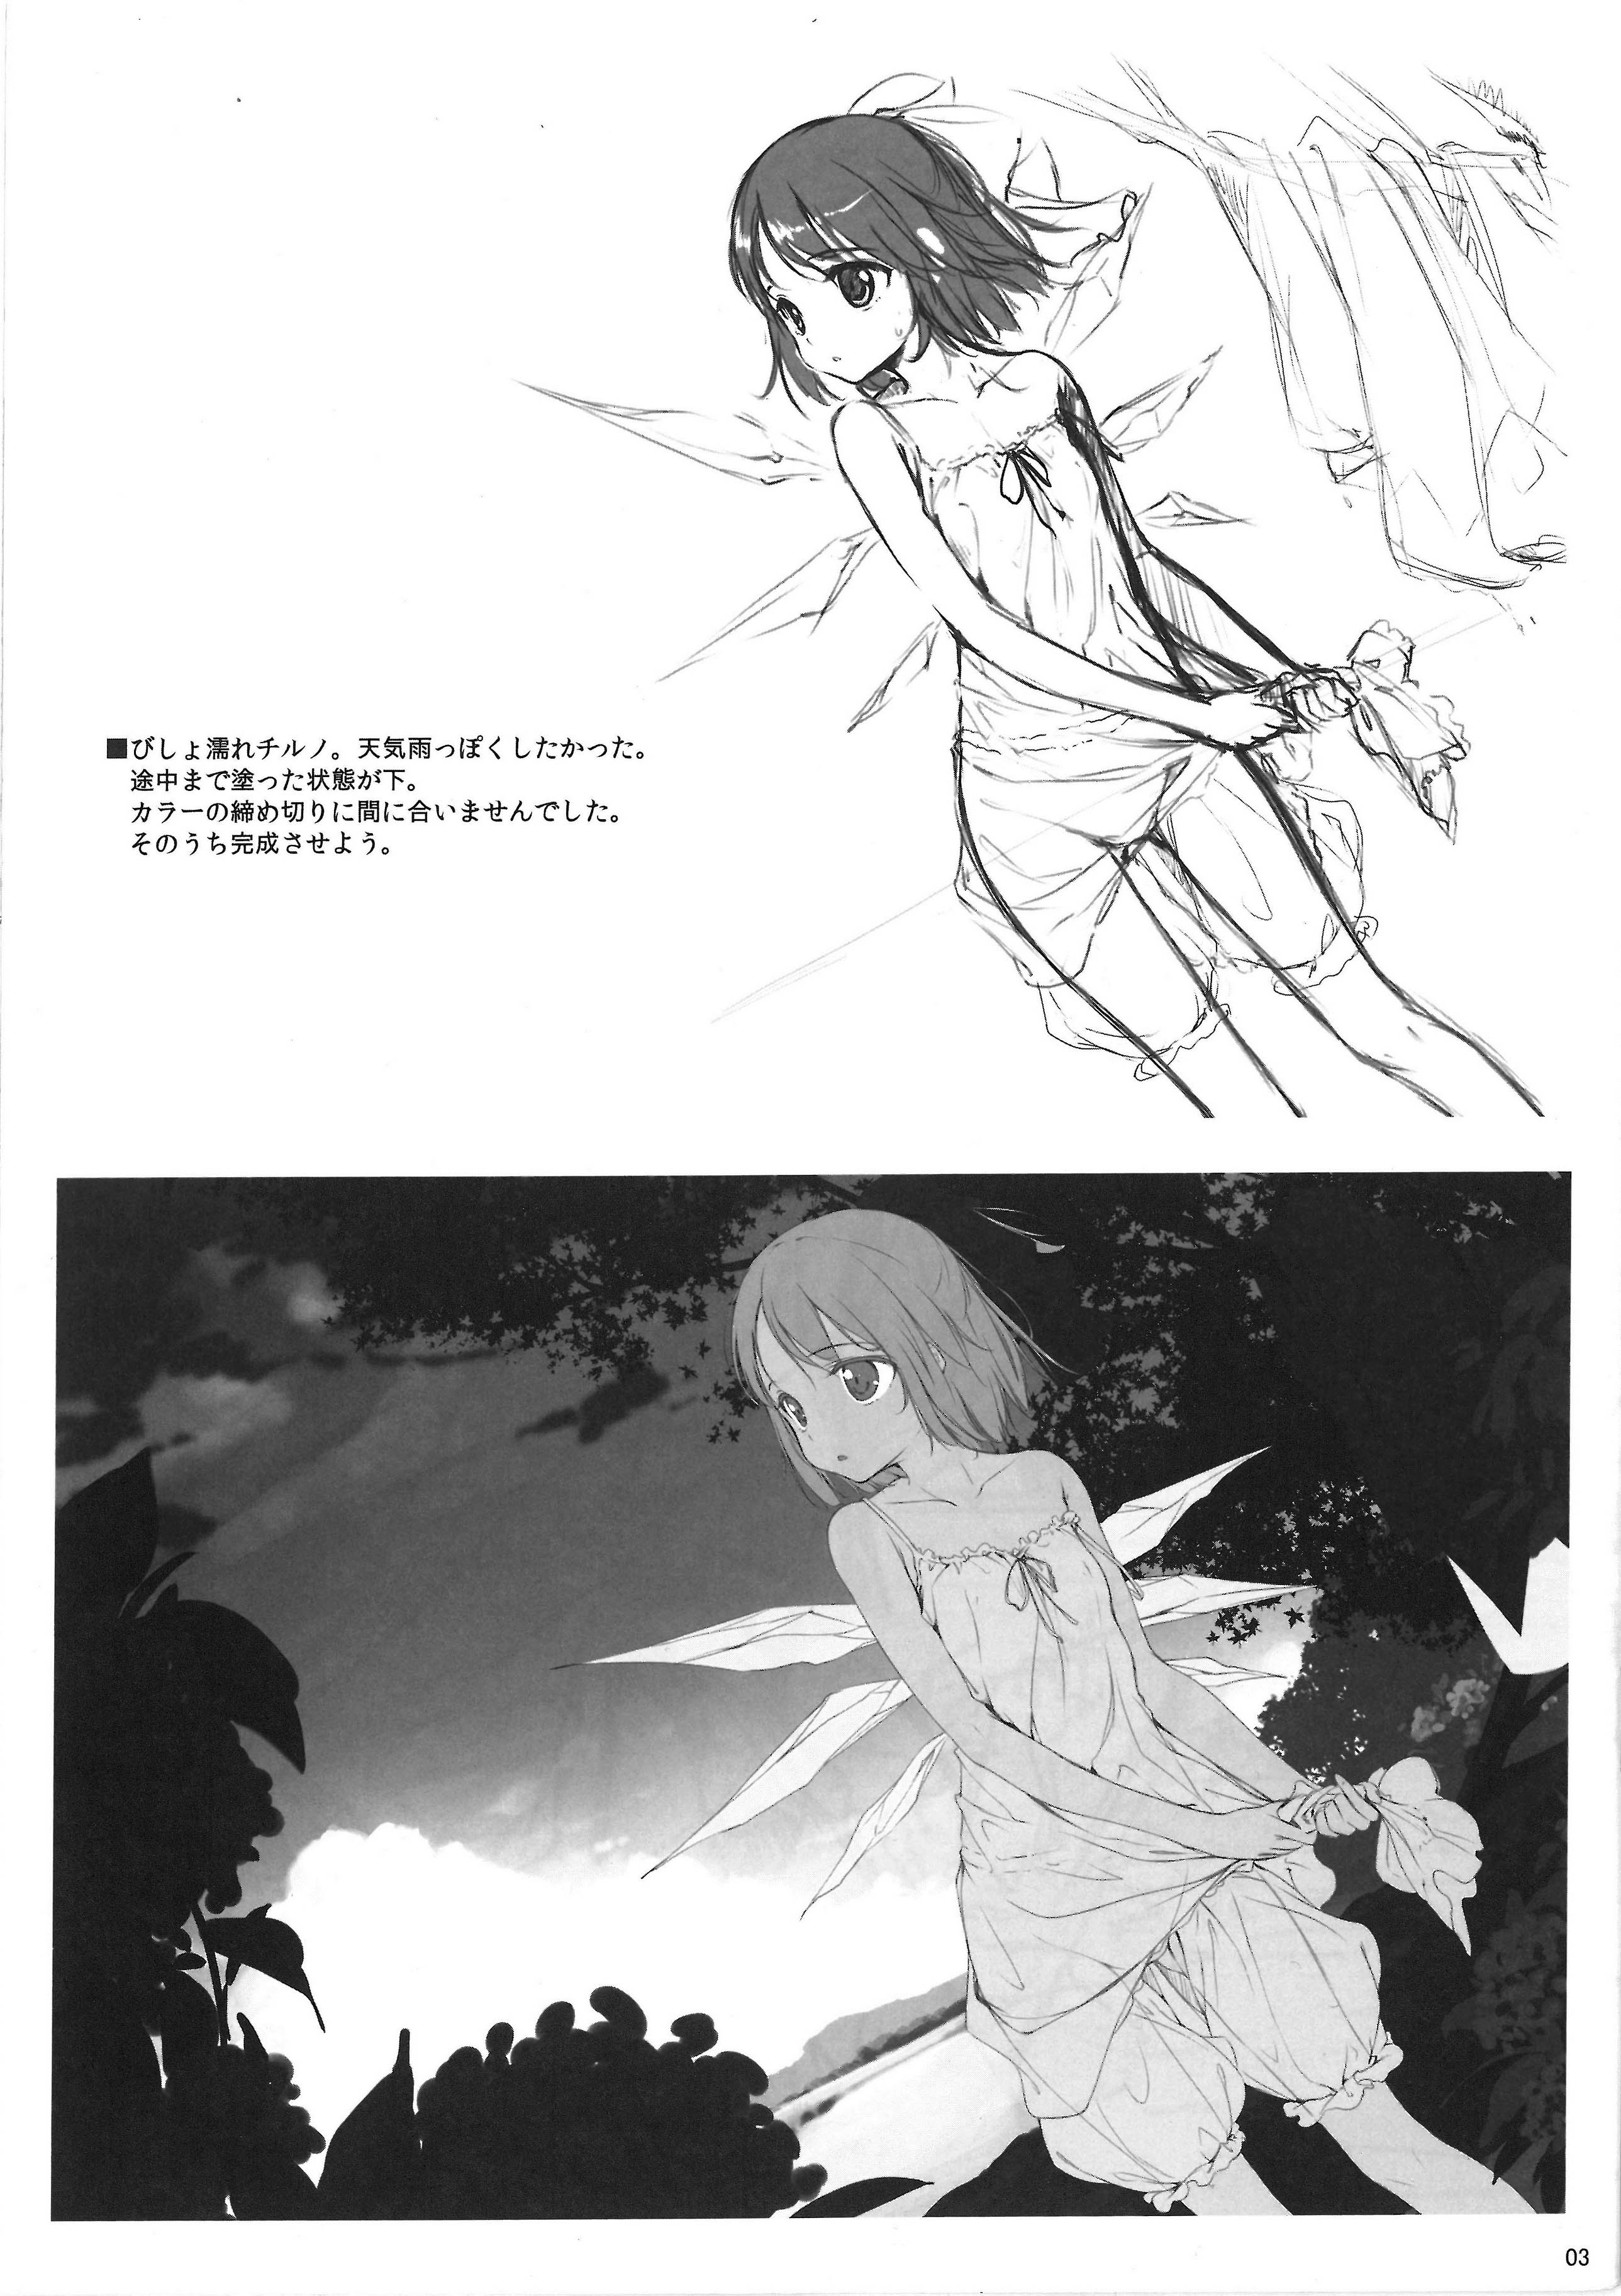 ■びしょ濡れチルノ。天気雨っぽくしたかった。
途中まで塗った状態が下。
カラーの締め切りに間に合いませんでした。
そのうち完成させよう。
03